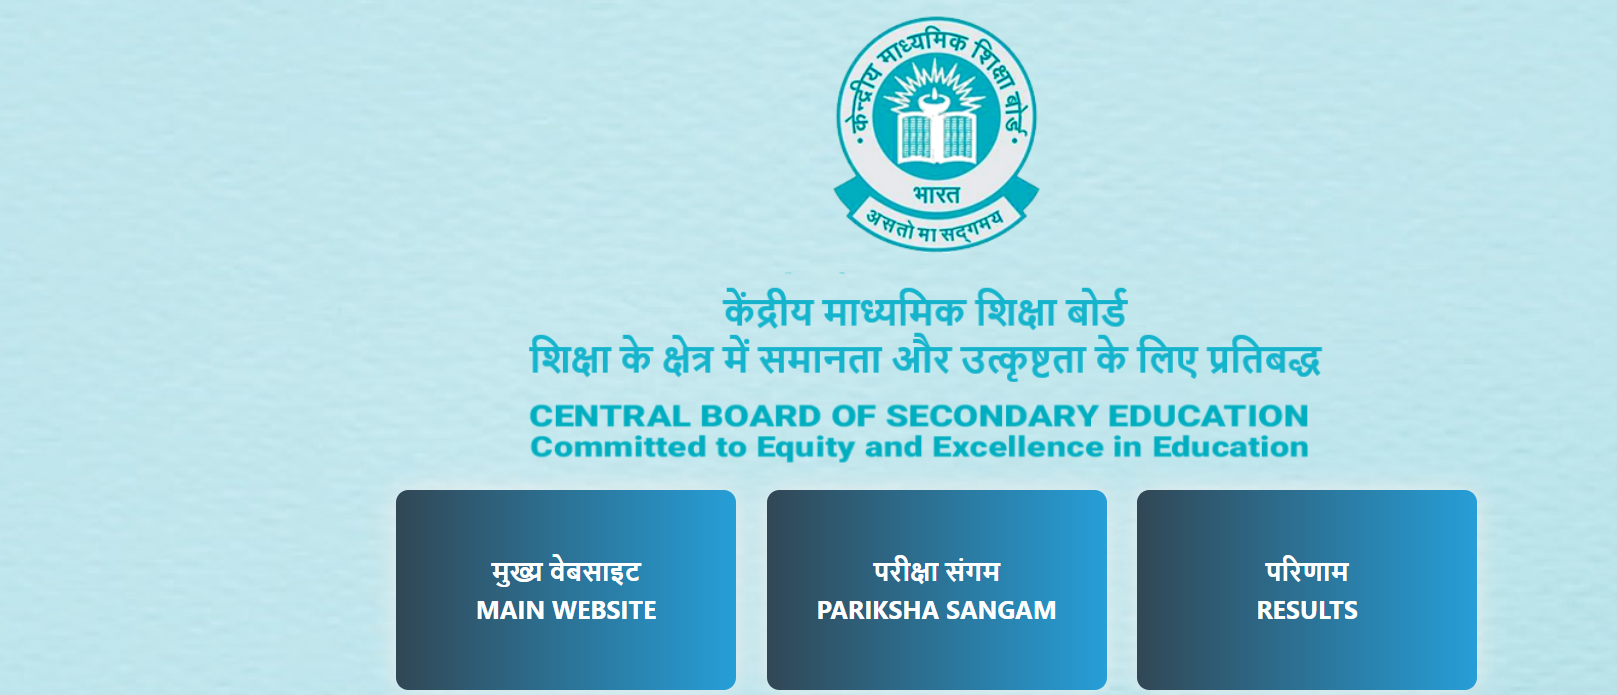 केन्द्रीय माध्यमिक शिक्षा बोर्ड
भारत
असतो मा सद्गमय
केंद्रीय माध्यमिक शिक्षा बोर्ड
शिक्षा के क्षेत्र में समानता और उत्कृष्टता के लिए प्रतिबद्ध
CENTRAL BOARD OF SECONDARY EDUCATION
Committed to Equity and Excellence in Education
मुख्य वेबसाइट
MAIN WEBSITE
परीक्षा संगम
PARIKSHA SANGAM
परिणाम
RESULTS